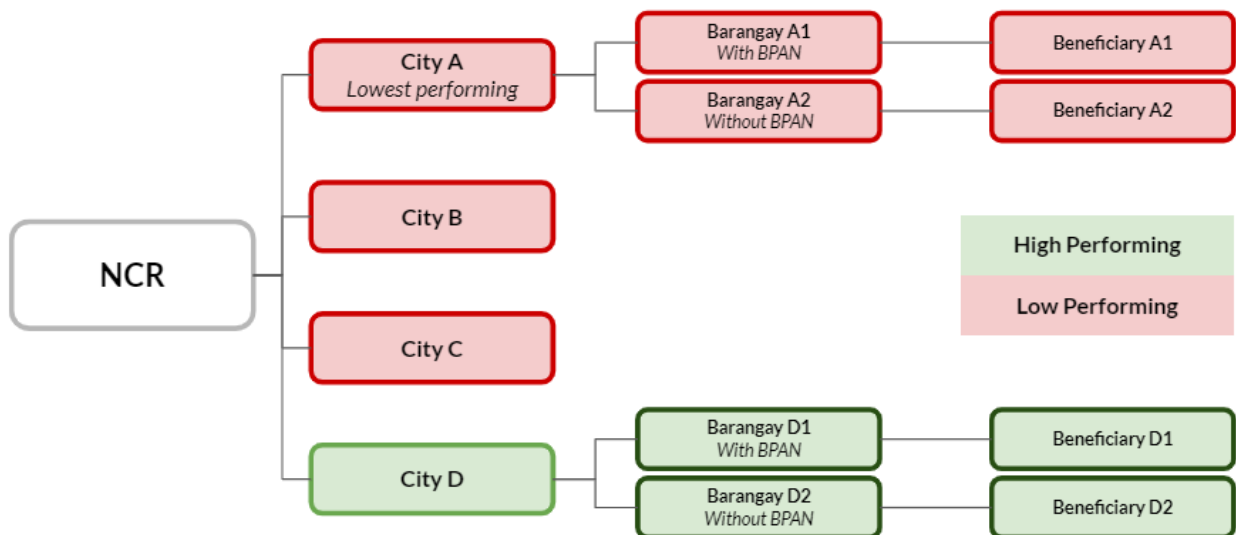 NCR
City A
Lowest performing
City B
City C
City D
Barangay A1
With BPAN
Barangay A2
Without BPAN
Barangay D1
With BPAN
Barangay D2
Without BPAN
Beneficiary A1
Beneficiary A2
High Performing
Low Performing
Beneficiary D1
Beneficiary D2